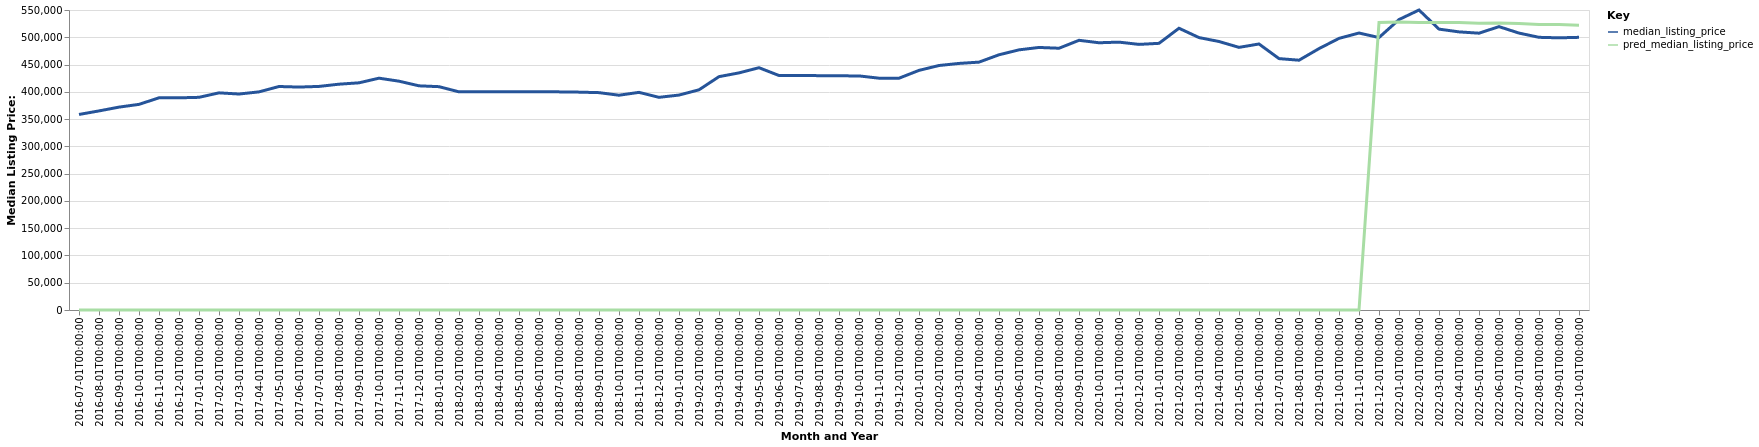 550,000
500,000
450,000
400,000
350,000
300,000
250,000
200,000
150,000
100,000
50,000
0
Median Listing Price:
2016-07-01T00:00:00
2016-08-01T00:00:00
2016-09-01T00:00:00
2016-10-01T00:00:00
2016-11-01T00:00:00
2016-12-01T00:00:00
2017-01-01T00:00:00
2017-02-01T00:00:00
2017-03-01T00:00:00
2017-04-01T00:00:00
2017-05-01T00:00:00
2017-06-01T00:00:00
2017-07-01T00:00:00
2017-08-01T00:00:00
2017-09-01T00:00:00
2017-10-01T00:00:00
2017-11-01T00:00:00
2017-12-01T00:00:00
2018-01-01T00:00:00
2018-02-01T00:00:00
2018-03-01T00:00:00
2018-04-01T00:00:00
2018-05-01T00:00:00
2018-06-01T00:00:00
2018-07-01T00:00:00
2018-08-01T00:00:00
2018-09-01T00:00:00
2018-10-01T00:00:00
2018-11-01T00:00:00
2018-12-01T00:00:00
2019-01-01T00:00:00
2019-02-01T00:00:00
2019-03-01T00:00:00
2019-04-01T00:00:00
2019-05-01T00:00:00
2019-06-01T00:00:00
2019-07-01T00:00:00
2019-08-01T00:00:00
2019-09-01T00:00:00
2019-10-01T00:00:00
2019-11-01T00:00:00
2019-12-01T00:00:00
2020-01-01T00:00:00
2020-02-01T00:00:00
2020-03-01T00:00:00
2020-04-01T00:00:00
2020-05-01T00:00:00
2020-06-01T00:00:00
2020-07-01T00:00:00
2020-08-01T00:00:00
2020-09-01T00:00:00
2020-10-01T00:00:00
2020-11-01T00:00:00
2020-12-01T00:00:00
2021-01-01T00:00:00
2021-02-01T00:00:00
2021-03-01T00:00:00
2021-04-01T00:00:00
2021-05-01T00:00:00
2021-06-01T00:00:00
2021-07-01T00:00:00
2021-08-01T00:00:00
2021-09-01T00:00:00
2021-10-01T00:00:00
2021-11-01T00:00:00
2021-12-01T00:00:00
2022-01-01T00:00:00
2022-02-01T00:00:00
2022-03-01T00:00:00
2022-04-01T00:00:00
2022-05-01T00:00:00
2022-06-01T00:00:00
2022-07-01T00:00:00
2022-08-01T00:00:00
2022-09-01T00:00:00
2022-10-01T00:00:00
Month and Year
Key
median_listing_price
pred_median_listing_price